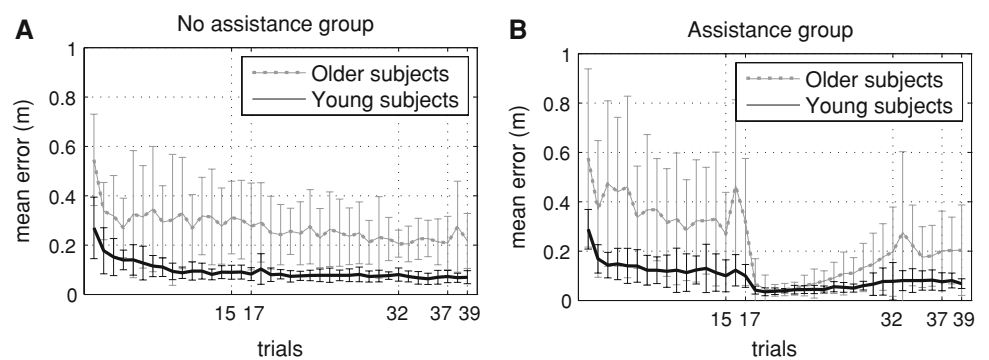 A
No assistance group
mean error (m)
1
0.8
0.6
0.4
0.2
0
Older subjects
Young subjects
15 17 32 37 39
trials
B
Assistance group
mean error (m)
1
0.8
0.6
0.4
0.2
0
Older subjects
Young subjects
15 17 32 37 39
trials